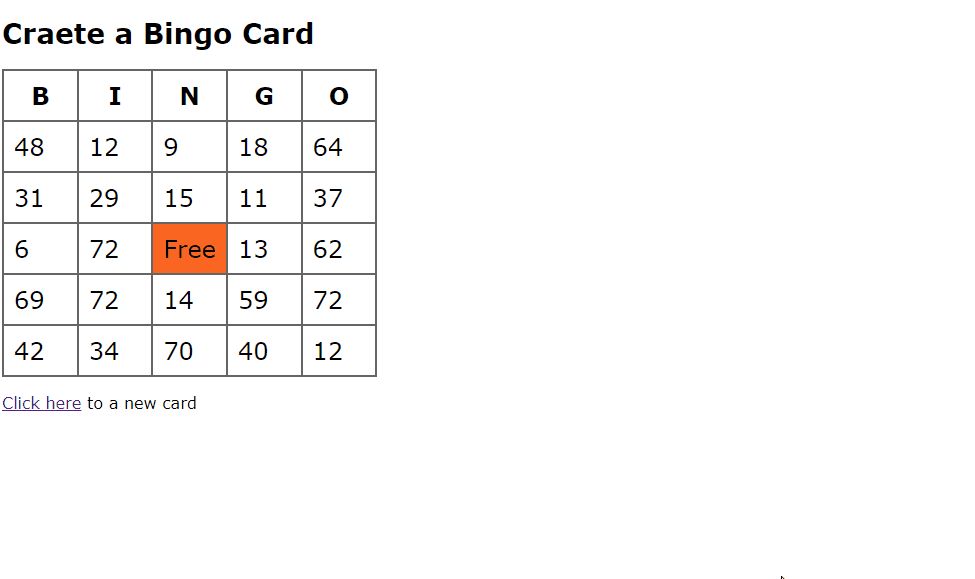 Craete a Bingo Card
B I N G O
48 12 9 18 64
31 29 15 11 37
6 72 Free 13 62
69 72 14 59 72
42 34 70 40 12
Click here to a new card